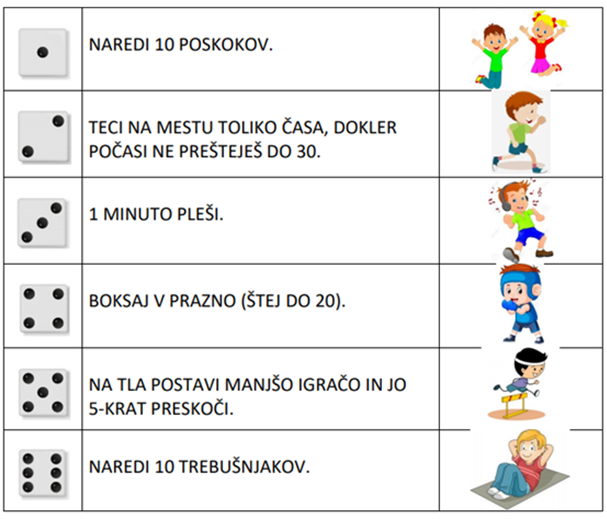 NAREDI 10 POSKOKOV.
TECI NA MESTU TOLIKO ČASA, DOKLER
POČASI NE PREŠTEJEŠ DO 30.
1 MINUTO PLEŠI.
BOKSAJ V PRAZNO (ŠTEJ DO 20).
NA TLA POSTAVI MANJŠO IGRAČO IN JO
5-KRAT PRESKOČI.
NAREDI 10 TREBUŠNJAKOV.